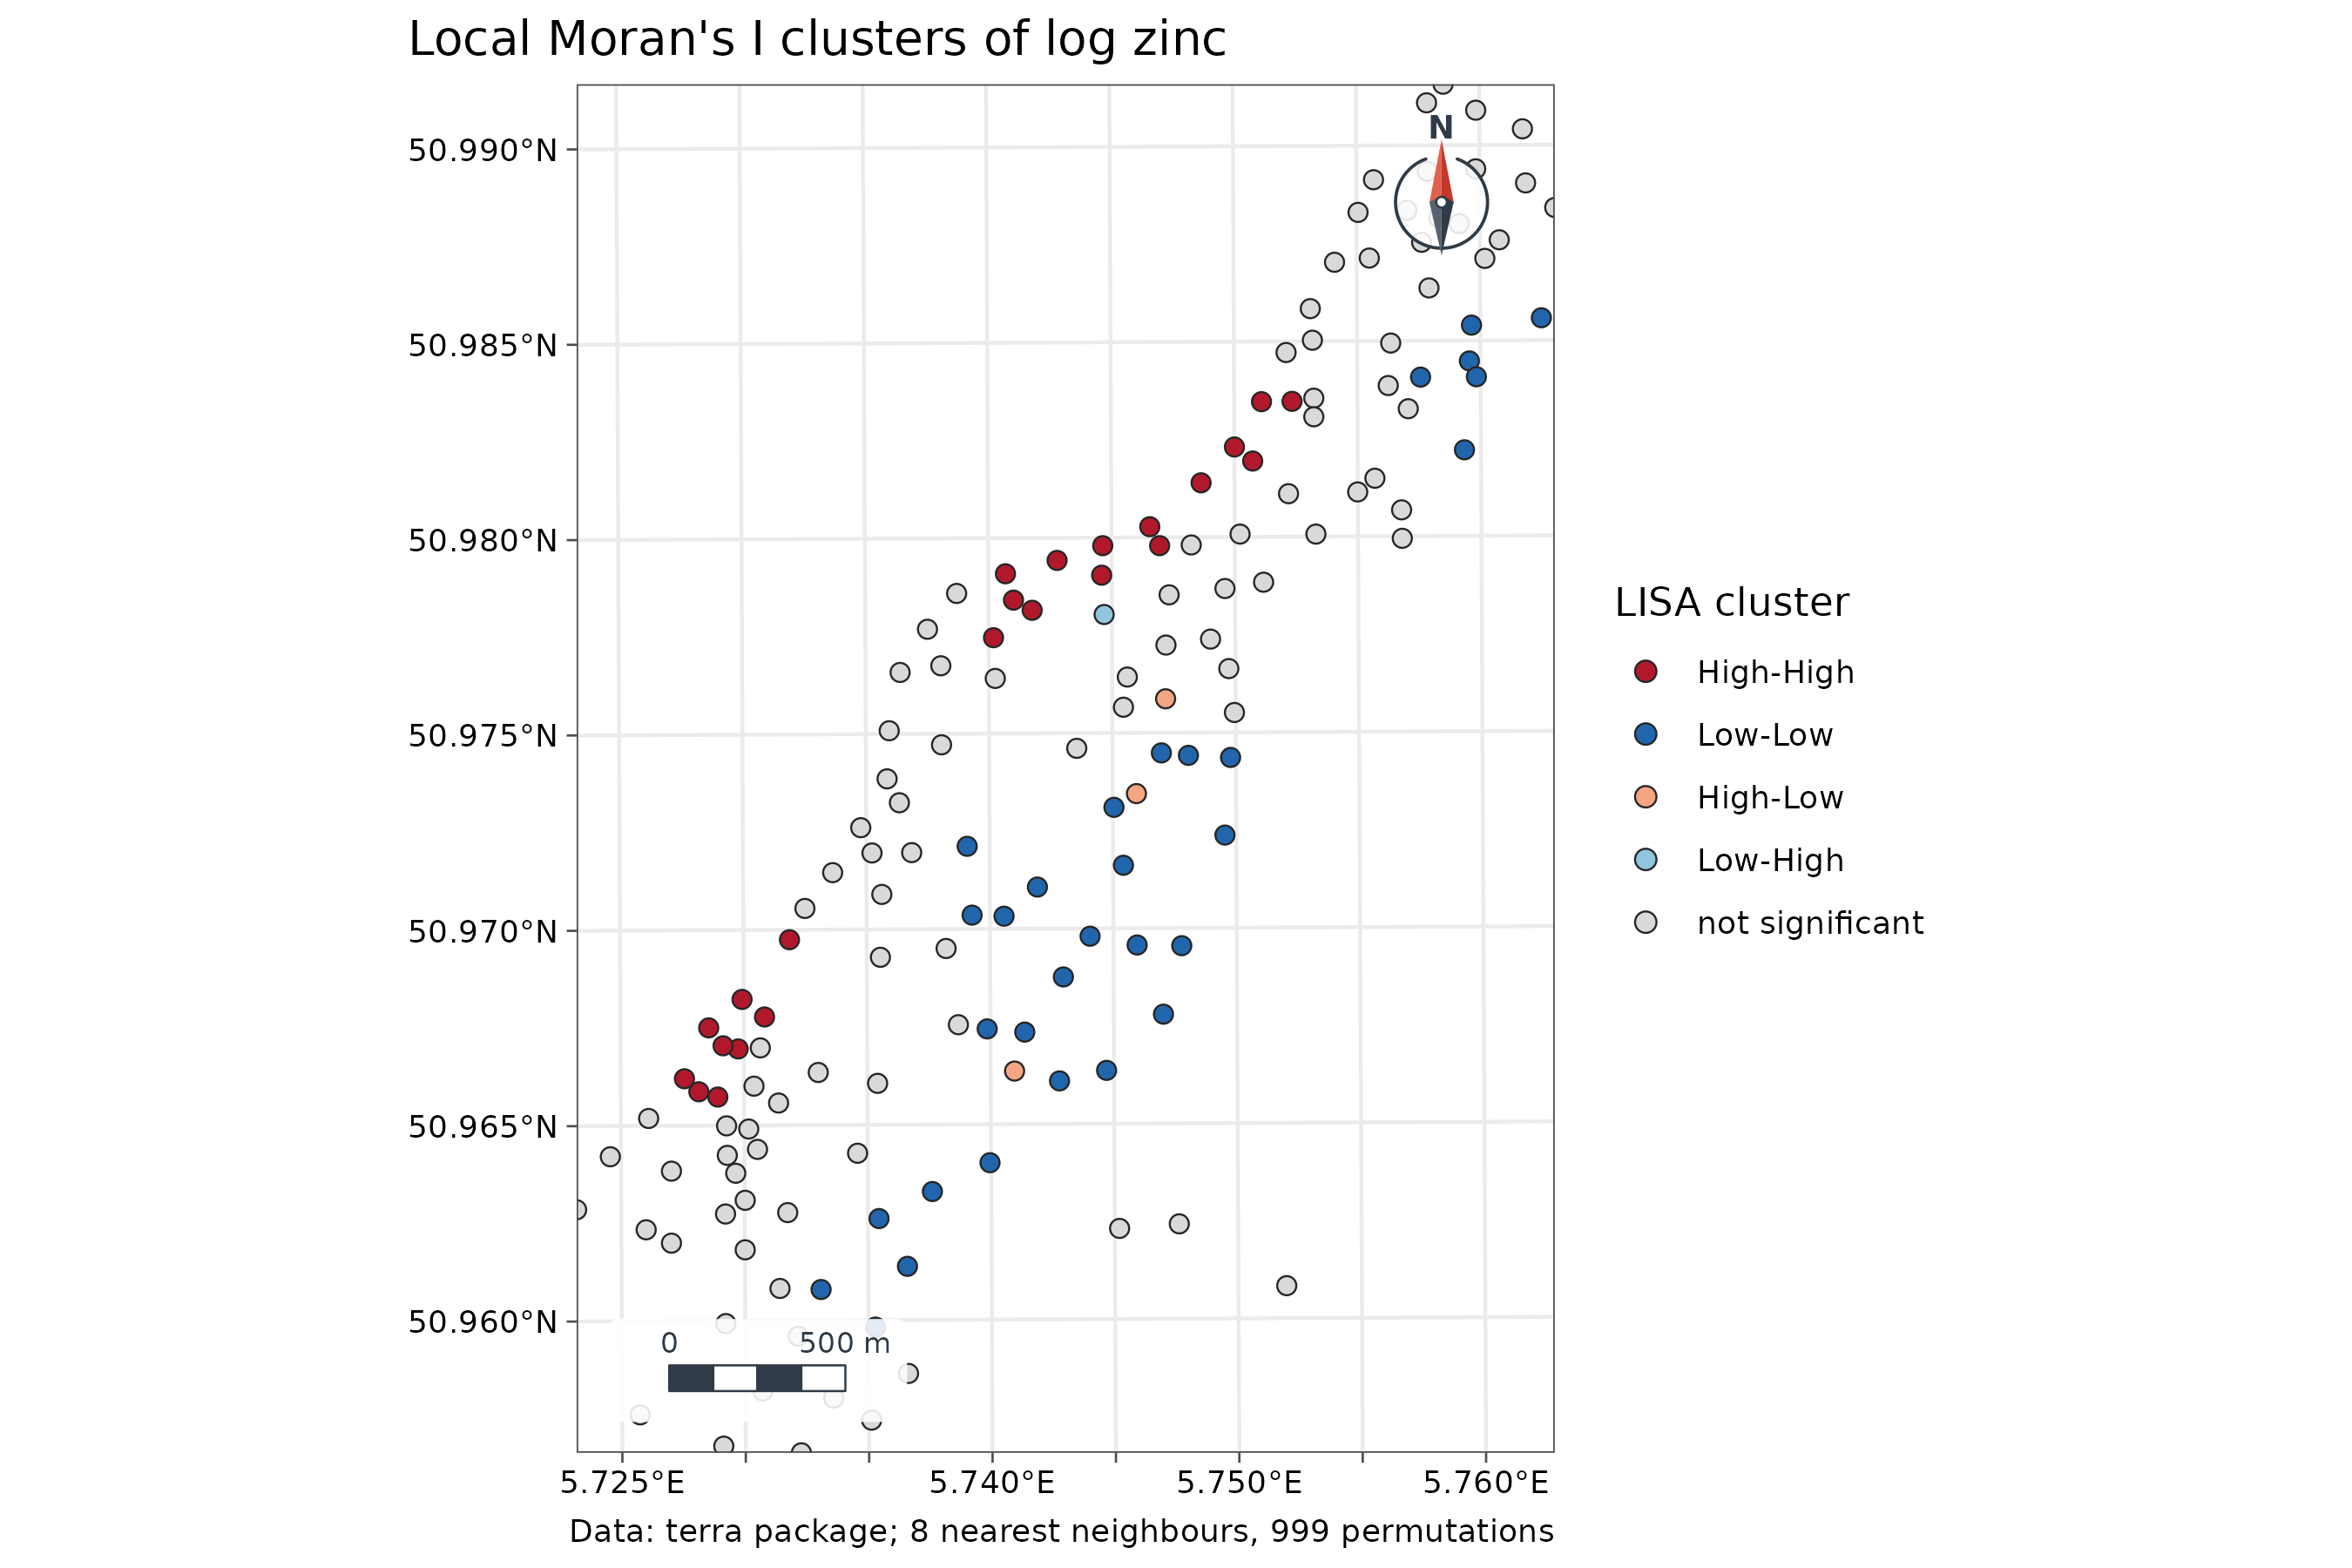 Local Moran's I clusters of log zinc
N
50.990°N
50.985°N
50.980°N
50.975°N
50.970°N
50.965°N
50.960°N
LISA cluster
High-High
Low-Low
High-Low
Low-High
not significant
0 500 m
5.725°E 5.740°E 5.750°E 5.760°E
Data: terra package; 8 nearest neighbours, 999 permutations